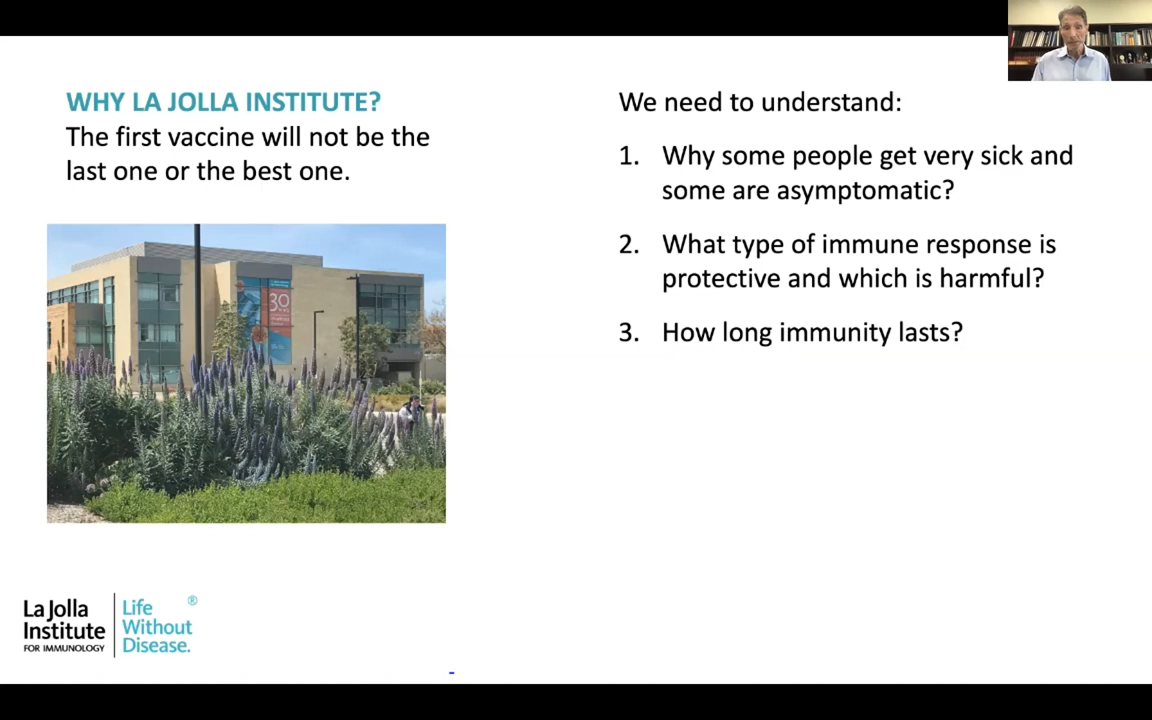 WHY LA JOLLA INSTITUTE?
The first vaccine will not be the
last one or the best one.
We need to understand:
1. Why some people get very sick and
some are asymptomatic?
2. What type of immune response is
protective and which is harmful?
3. How long immunity lasts?
30
La Jolla
Institute
FOR IMMUNOLOGY
Life
Without
Disease.
®